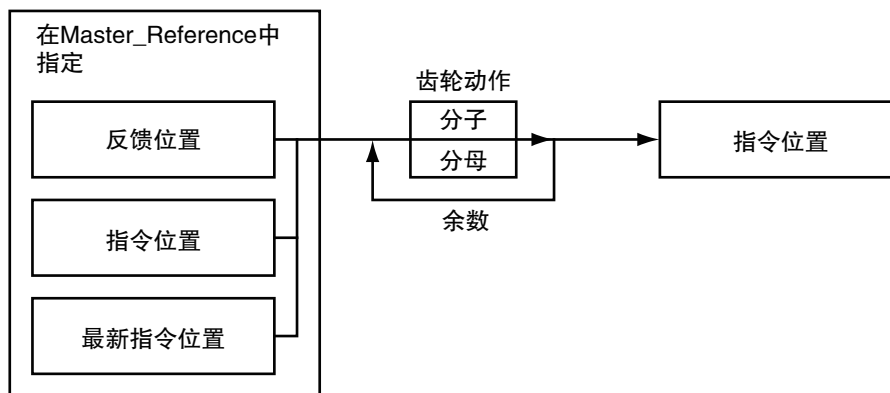 在Master_Reference中
指定
反馈位置
指令位置
最新指令位置
齿轮动作
分子
分母
余数
指令位置